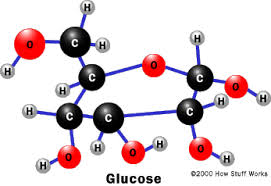 H
O C H H
O
H C C H
H O
H
H C C C
H O H O
H O H
H
Glucose
©2000 How Stuff Works